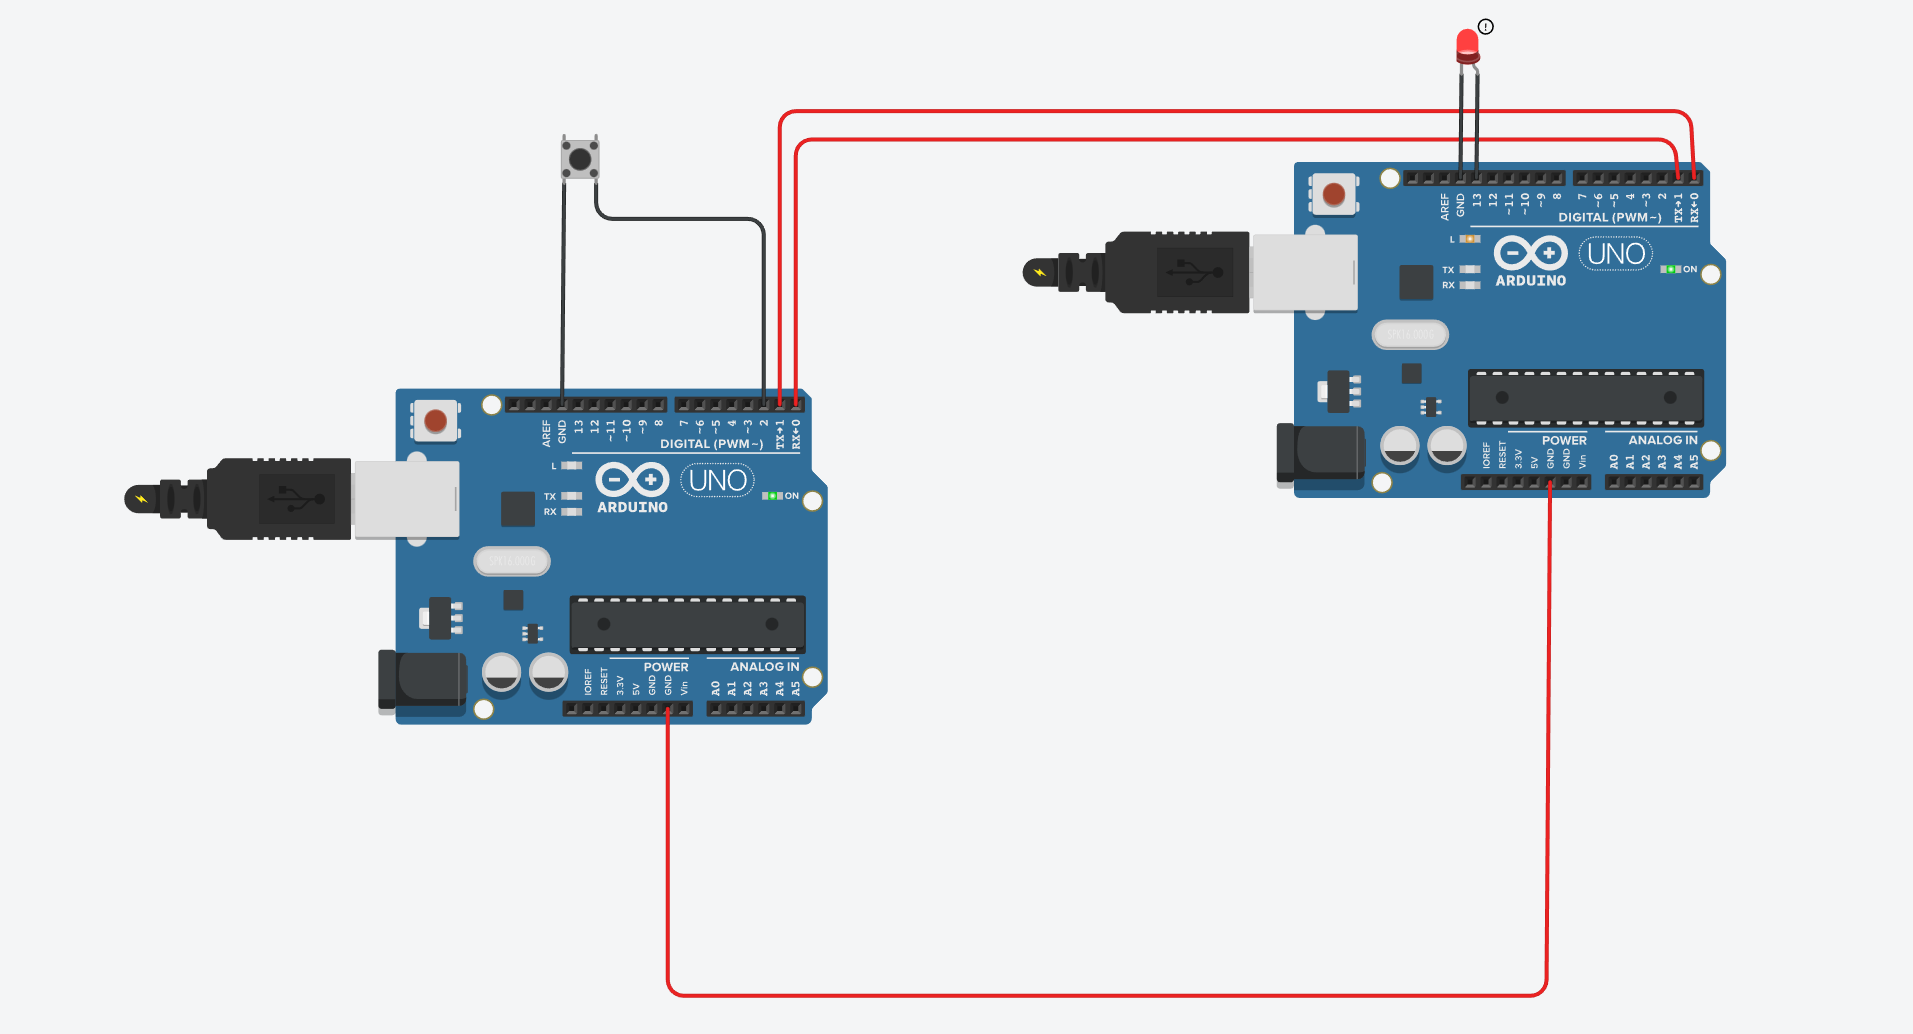 !
AREF
GND
13
12
~11
~10
~9
8
7
~6
~5
4
~3
2
TX→1
RX←0
DIGITAL (PWM~)
L
TX
RX
UNO
ON
ARDUINO
IOREF
RESET
3.3V
5V
GND
GND
Vin
POWER
ANALOG IN
A0
A1
A2
A3
A4
A5
AREF
GND
13
12
~11
~10
~9
8
7
~6
~5
4
~3
2
TX→1
RX←0
DIGITAL (PWM~)
L
TX
RX
UNO
ON
ARDUINO
POWER
ANALOG IN
IOREF
RESET
3.3V
5V
GND
GND
Vin
A0
A1
A2
A3
A4
A5